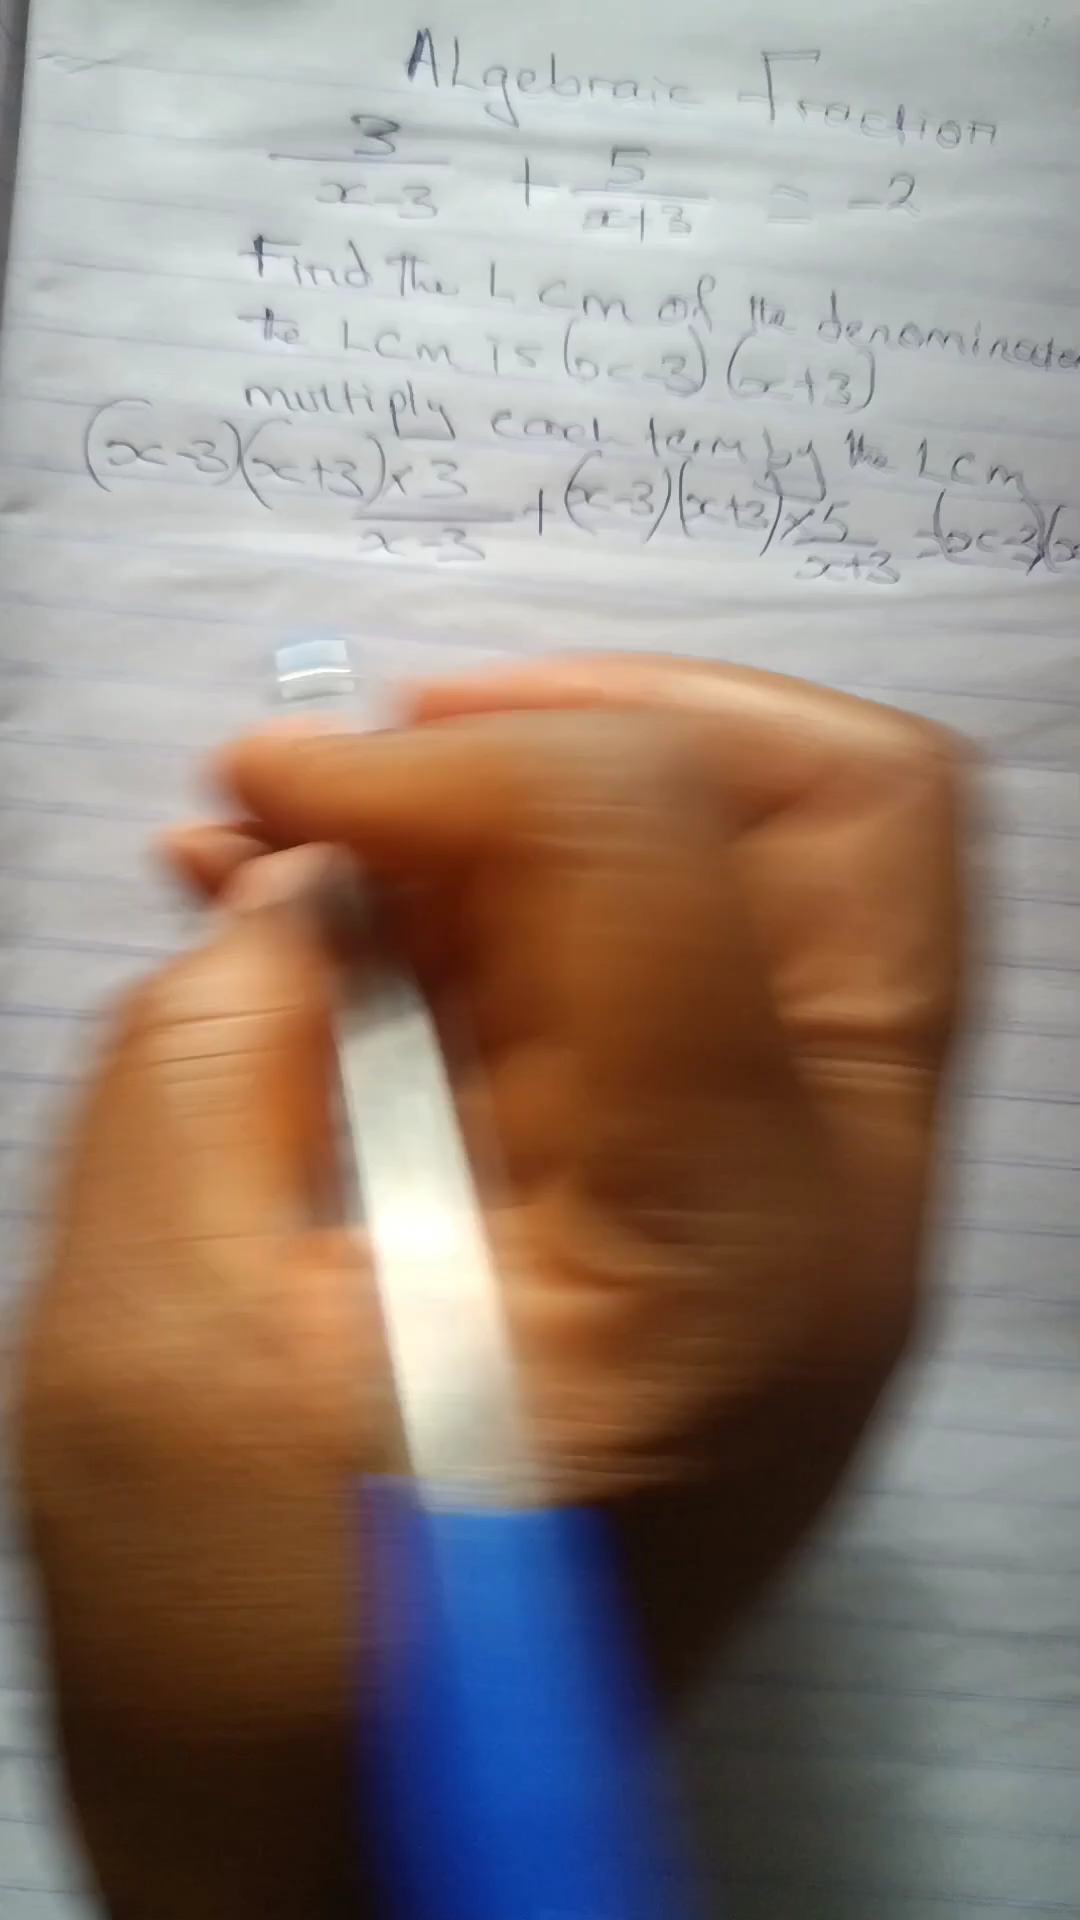 ALgebraic Fraction
3/(x-3) + 5/(x+3) = -2
Find the LCM of the denominator
the LCM is (x-3)(x+3)
multiply each term by the LCM
(x-3)(x+3)×3/(x-3) + (x-3)(x+3)×5/(x+3) =(x-3)(x